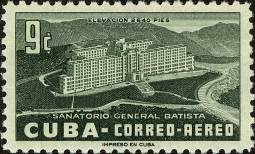 ELEVACION 2640 PIES
9¢
SANATORIO GENERAL BATISTA
CUBA-CORREO-AEREO
IMPRESO EN CUBA